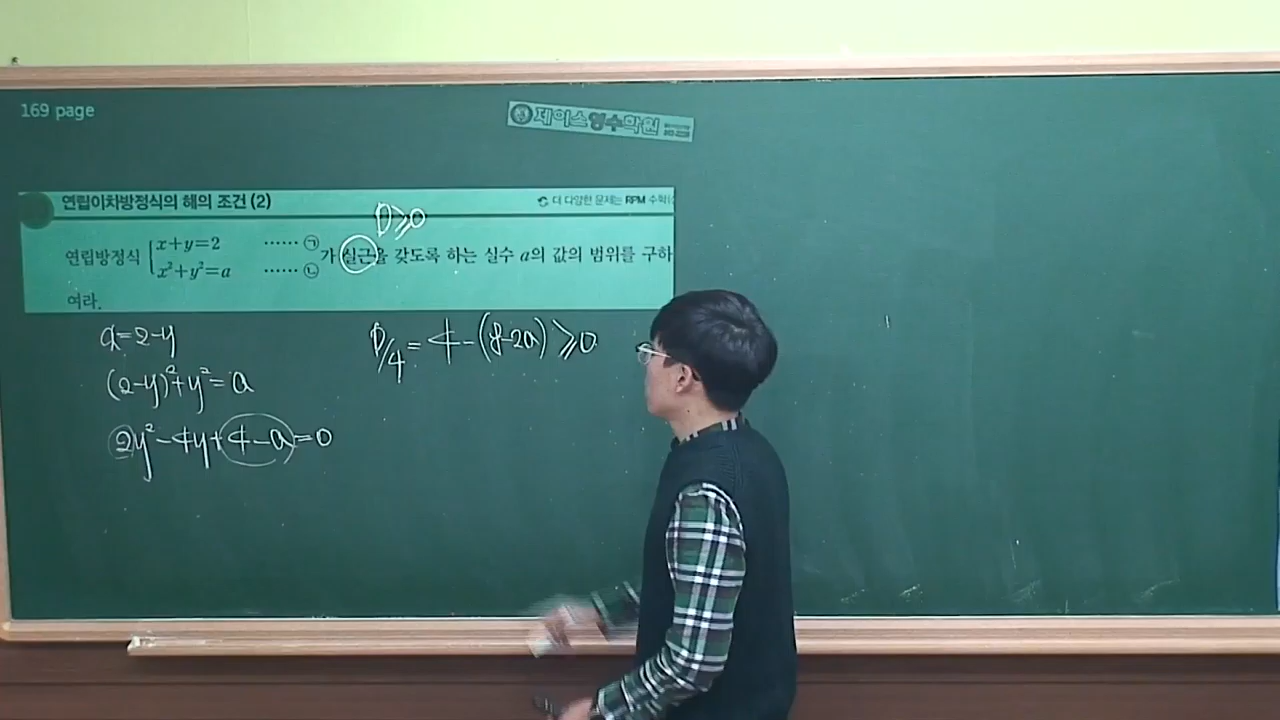 169 page
제이스영수학원
연립이차방정식의 해의 조건 (2)
더 다양한 문제는 RPM 수학
D≥0
연립방정식 { x+y=2 …… ㉠
x²+y²=a …… ㉡
가 실근을 갖도록 하는 실수 a의 값의 범위를 구하
여라.
x=2-y
(2-y)²+y²=a
2y²-4y+4-a=0
D/4=4-(8-2a)≥0